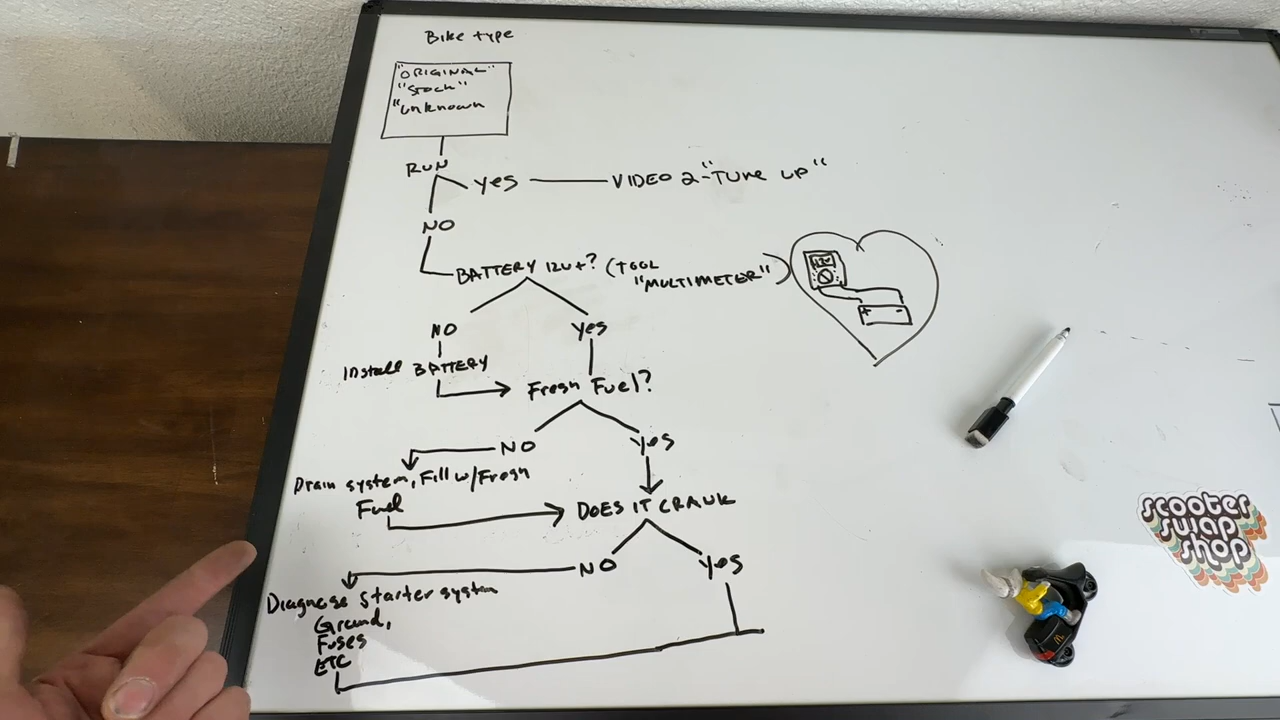 Bike type
"ORIGINAL"
"Stock"
"Unknown
RUN
yes
VIDEO 2-"Tune UP"
NO
BATTERY 12V+? (TOOL
"MULTIMETER")
12V
+ -
NO
yes
Install BATTERY
Fresh Fuel?
NO
yes
Drain system, Fill w/Fresh
Fuel
DOES IT CRANK
NO
yes
Diagnose Starter system
Ground,
Fuses
ETC
scooter
swap
shop